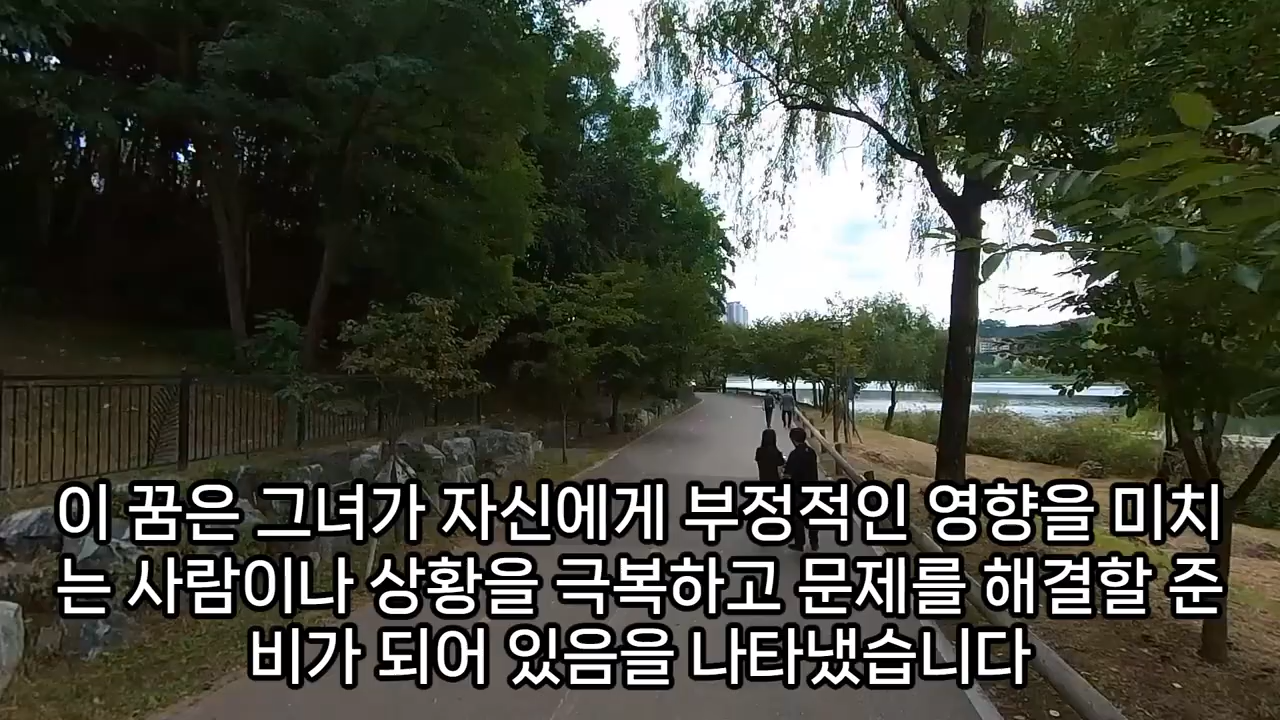 이 꿈은 그녀가 자신에게 부정적인 영향을 미치
는 사람이나 상황을 극복하고 문제를 해결할 준
비가 되어 있음을 나타냈습니다